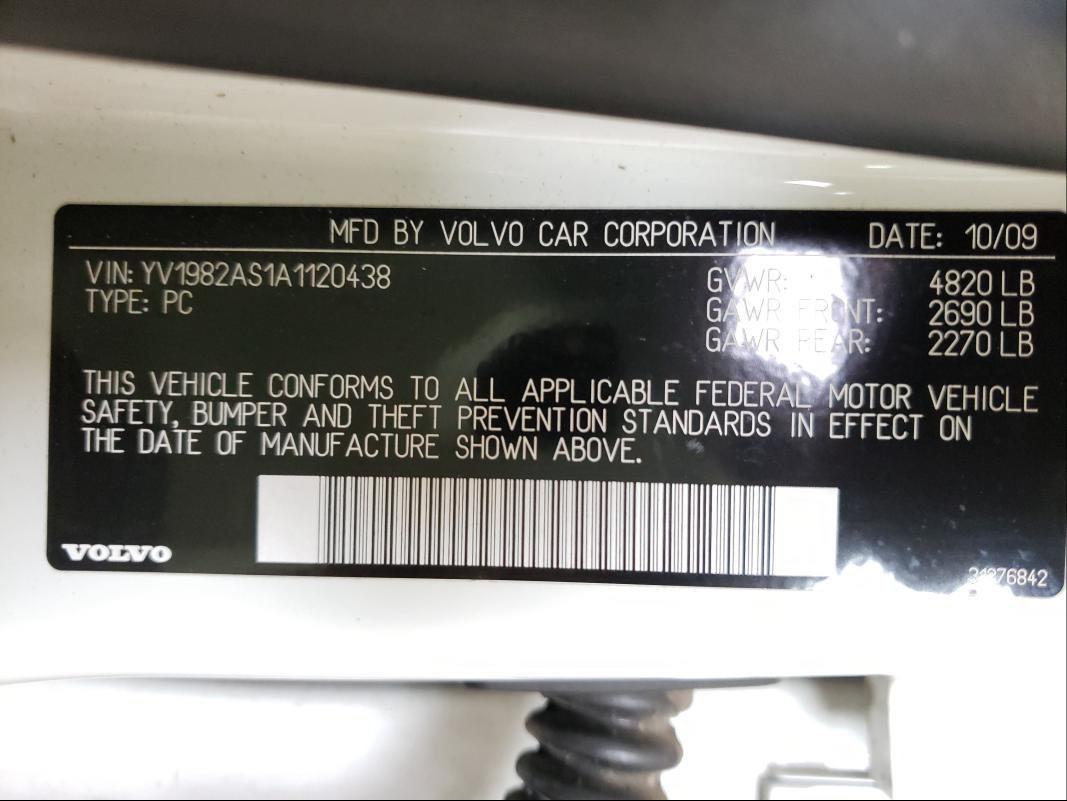 MFD BY VOLVO CAR CORPORATION DATE: 10/09
VIN: YV1982AS1A1120438 GVWR: 4820 LB
TYPE: PC GAWR FRONT: 2690 LB
GAWR REAR: 2270 LB
THIS VEHICLE CONFORMS TO ALL APPLICABLE FEDERAL MOTOR VEHICLE
SAFETY, BUMPER AND THEFT PREVENTION STANDARDS IN EFFECT ON
THE DATE OF MANUFACTURE SHOWN ABOVE.
VOLVO